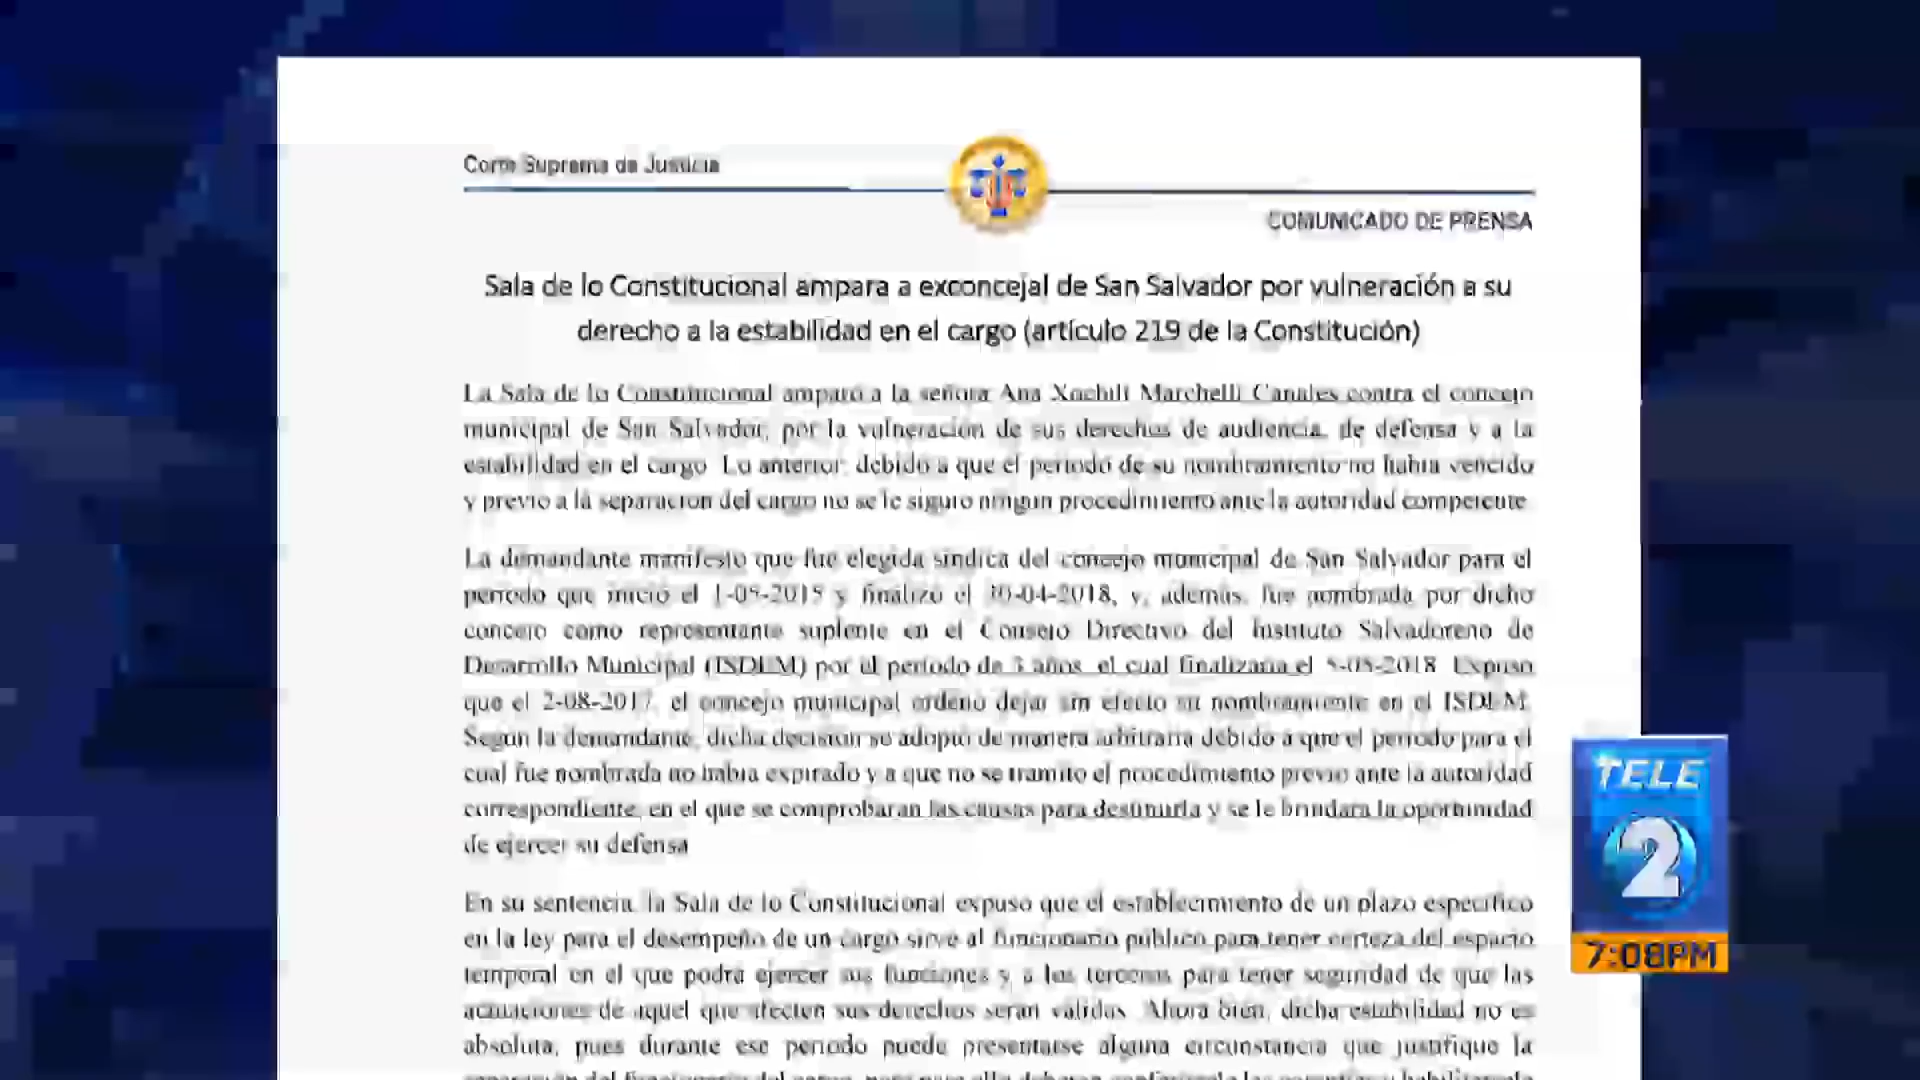 Corte Suprema de Justicia
COMUNICADO DE PRENSA
Sala de lo Constitucional ampara a exconcejal de San Salvador por vulneración a su
derecho a la estabilidad en el cargo (artículo 219 de la Constitución)
La Sala de lo Constitucional amparó a la señora Ana Xochilt Marchelli Canales contra el concejo
municipal de San Salvador, por la vulneración de sus derechos de audiencia, de defensa y a la
estabilidad en el cargo. Lo anterior, debido a que el período de su nombramiento no había vencido
y previo a la separación del cargo no se le siguió ningún procedimiento ante la autoridad competente.
La demandante manifestó que fue elegida síndica del concejo municipal de San Salvador para el
período que inició el 1-05-2015 y finalizó el 30-04-2018, y, además, fue nombrada por dicho
concejo como representante suplente en el Consejo Directivo del Instituto Salvadoreño de
Desarrollo Municipal (ISDEM) por el período de 3 años, el cual finalizaría el 5-05-2018. Expuso
que el 2-08-2017, el concejo municipal ordenó dejar sin efecto su nombramiento en el ISDEM.
Según la demandante, dicha decisión se adoptó de manera arbitraria debido a que el período para el
cual fue nombrada no había expirado y a que no se tramitó el procedimiento previo ante la autoridad
correspondiente, en el que se comprobaran las causas para destituirla y se le brindara la oportunidad
de ejercer su defensa.
En su sentencia, la Sala de lo Constitucional expuso que el establecimiento de un plazo específico
en la ley para el desempeño de un cargo sirve al funcionario público para tener certeza del espacio
temporal en el que podrá ejercer sus funciones y a los terceros para tener seguridad de que las
actuaciones de aquel que afecten sus derechos serán válidas. Ahora bien, dicha estabilidad no es
absoluta, pues durante ese período puede presentarse alguna circunstancia que justifique la
TELE
2
7:08PM